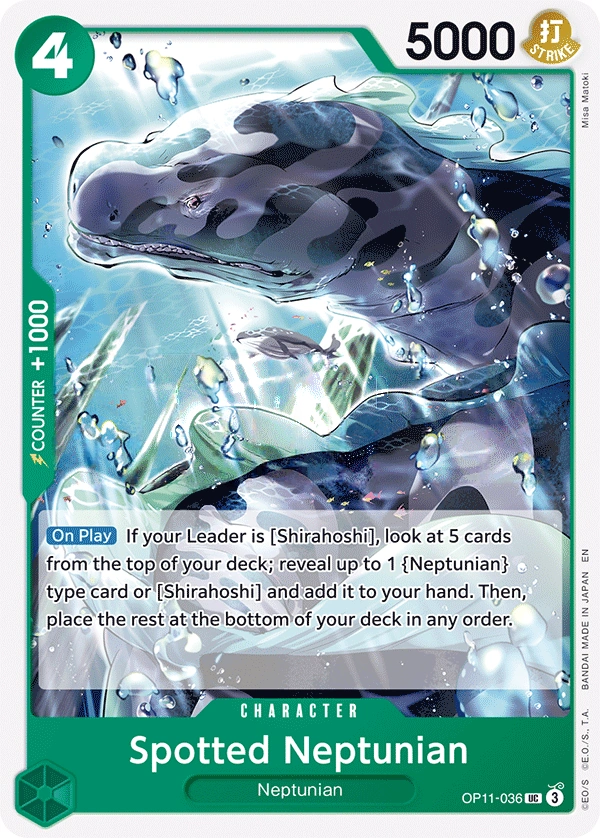 4
5000
打
STRIKE
Misa Matoki
COUNTER +1000
On Play If your Leader is [Shirahoshi], look at 5 cards
from the top of your deck; reveal up to 1 {Neptunian}
type card or [Shirahoshi] and add it to your hand. Then,
place the rest at the bottom of your deck in any order.
CHARACTER
Spotted Neptunian
Neptunian
OP11-036 UC 3
©EO/S ©E.O./S., T.A. BANDAI MADE IN JAPAN EN